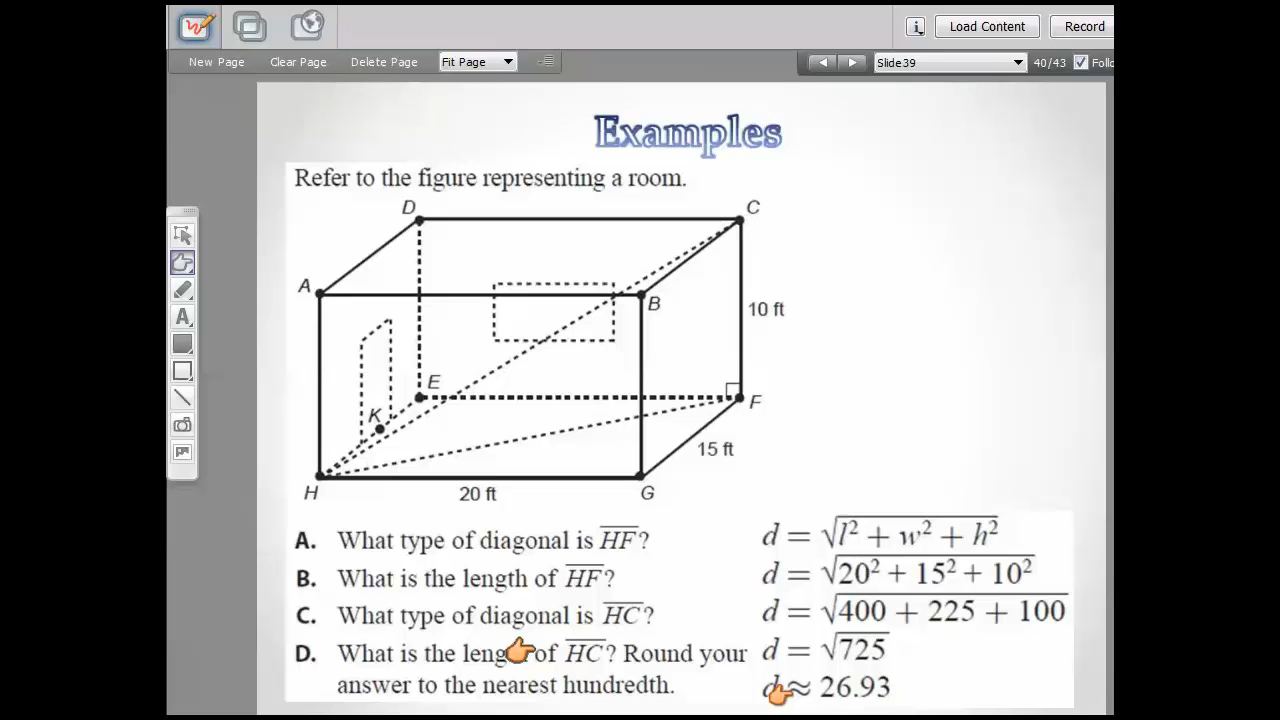 Load Content
Record
New Page
Clear Page
Delete Page
Fit Page
Slide39
40/43
Examples
Refer to the figure representing a room.
D
C
A
B
10 ft
E
K
F
15 ft
H
20 ft
G
A. What type of diagonal is HF?
B. What is the length of HF?
C. What type of diagonal is HC?
D. What is the length of HC? Round your
answer to the nearest hundredth.
d = √l² + w² + h²
d = √20² + 15² + 10²
d = √400 + 225 + 100
d = √725
d ≈ 26.93